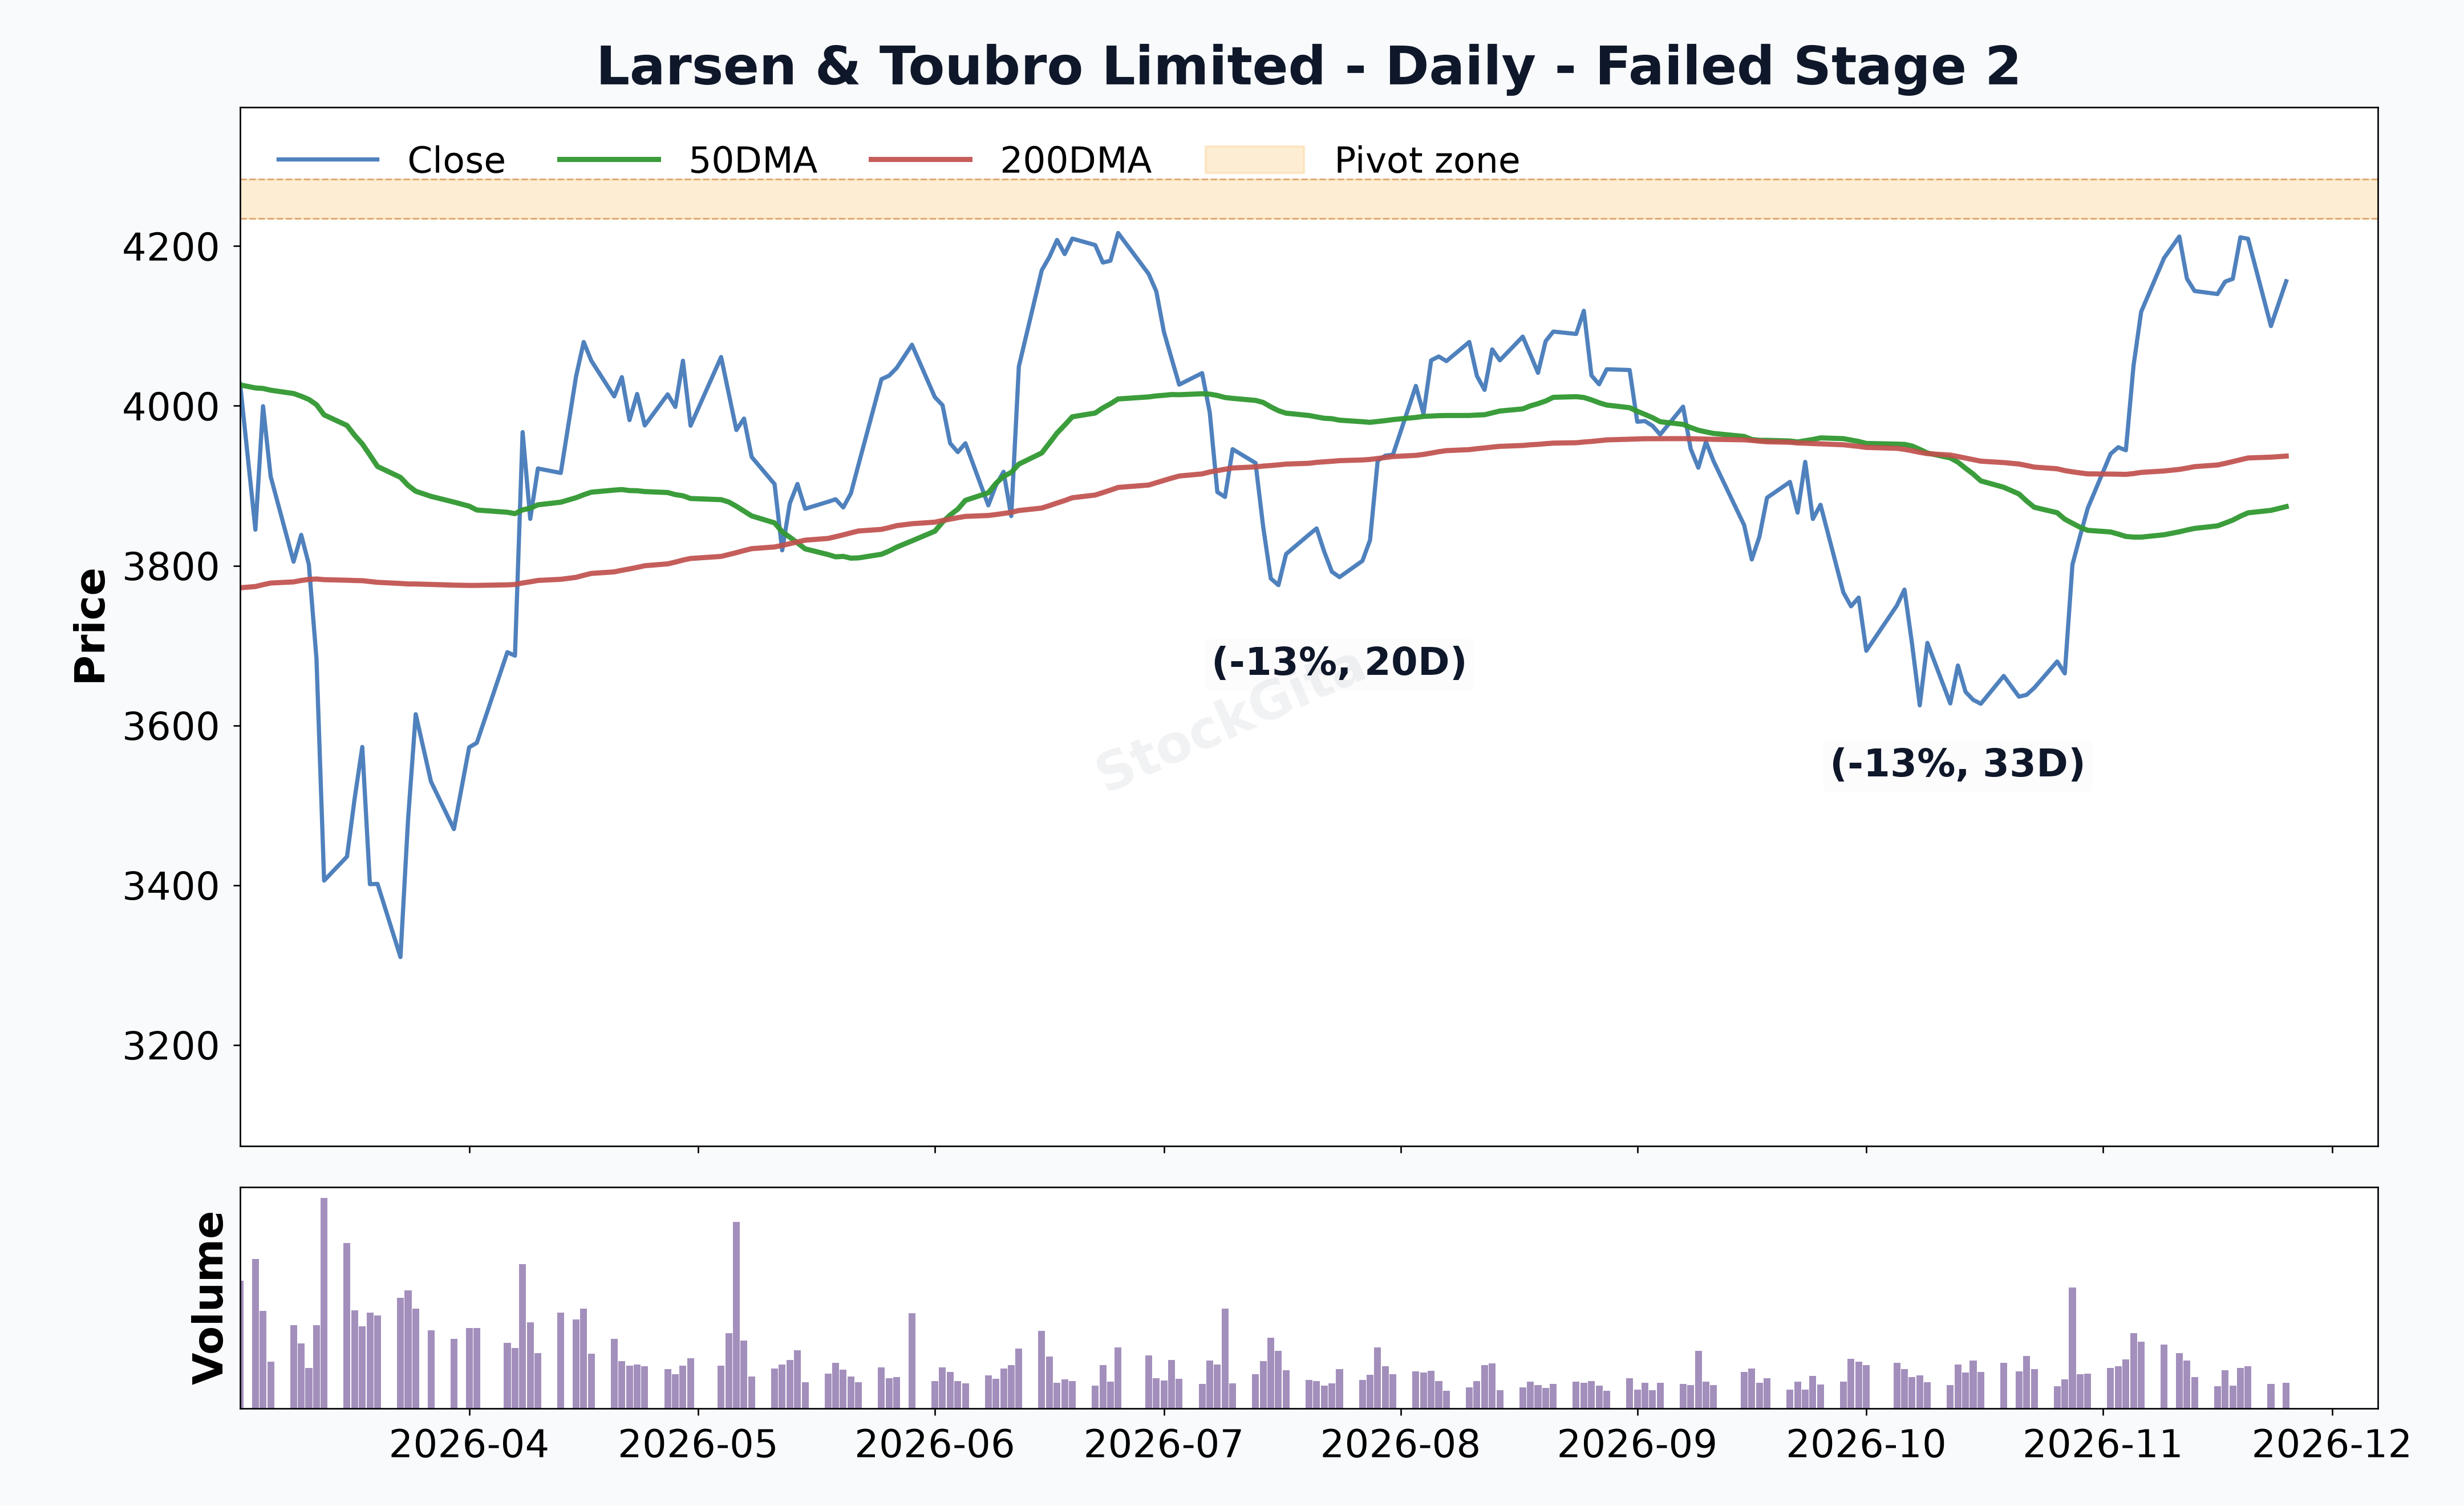 Larsen & Toubro Limited - Daily - Failed Stage 2
Close 50DMA 200DMA Pivot zone
4200
4000
3800
3600
3400
3200
Price
(-13%, 20D)
(-13%, 33D)
StockGita
Volume
2026-04 2026-05 2026-06 2026-07 2026-08 2026-09 2026-10 2026-11 2026-12